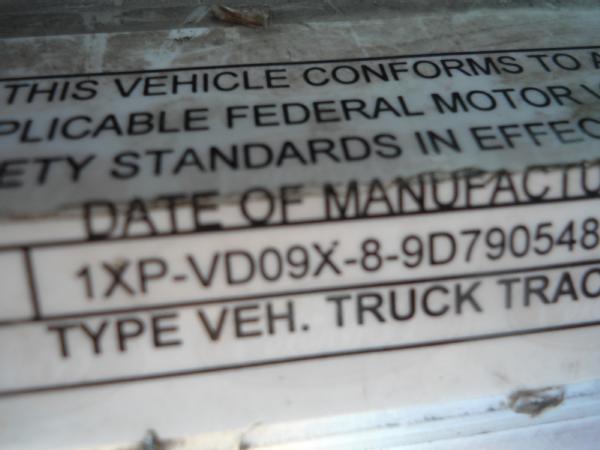 THIS VEHICLE CONFORMS TO A
PLICABLE FEDERAL MOTOR V
ETY STANDARDS IN EFFEC
DATE OF MANUFACTU
1XP-VD09X-8-9D790548
TYPE VEH. TRUCK TRAC